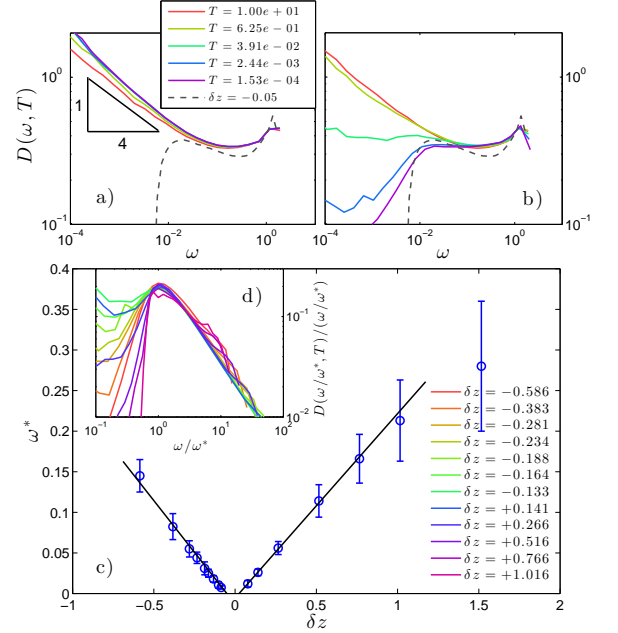 T = 1.00e + 01
T = 6.25e − 01
T = 3.91e − 02
T = 2.44e − 03
T = 1.53e − 04
δz = −0.05
D(ω, T)
10^0
10^-1
1
4
a)
10^-4
10^-2
10^0
ω
b)
10^0
10^-1
10^-4
10^-2
10^0
ω
0.4
0.35
0.3
0.25
0.2
0.15
0.1
0.05
0
ω*
d)
10^-1
10^-2
D(ω/ω*, T)/(ω/ω*)
10^-1
10^0
10^1
10^2
ω/ω*
δz = −0.586
δz = −0.383
δz = −0.281
δz = −0.234
δz = −0.188
δz = −0.164
δz = −0.133
δz = +0.141
δz = +0.266
δz = +0.516
δz = +0.766
δz = +1.016
c)
−1
−0.5
0
0.5
1
1.5
2
δz